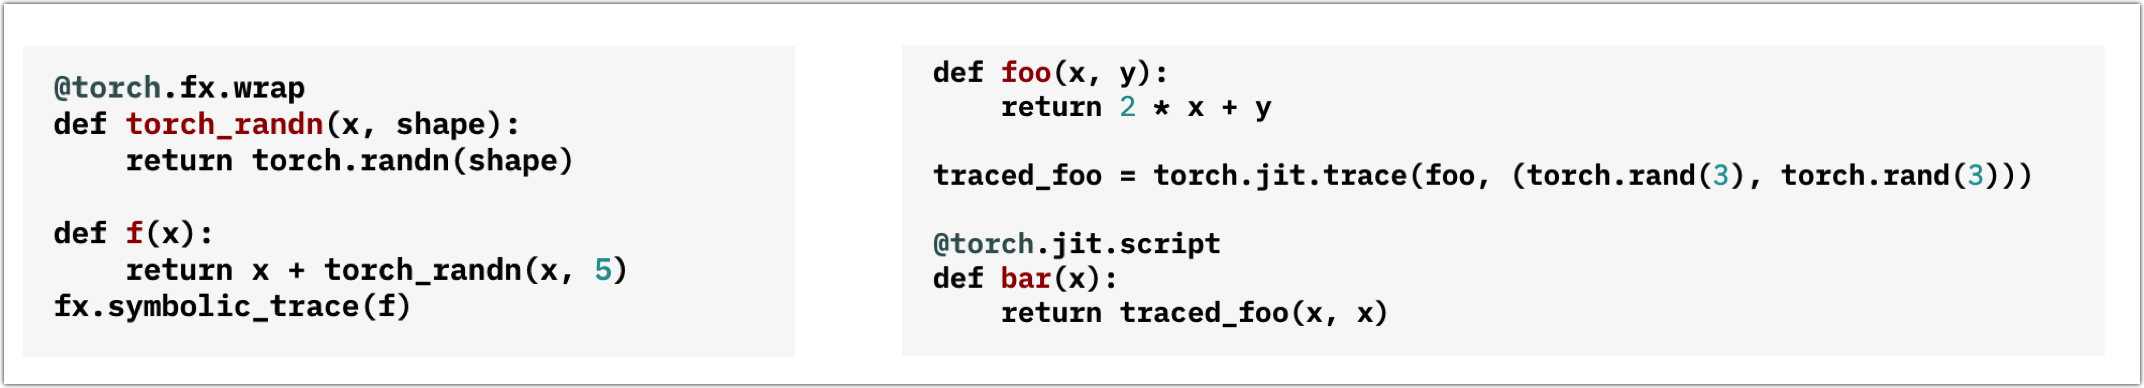 @torch.fx.wrap
def torch_randn(x, shape):
    return torch.randn(shape)

def f(x):
    return x + torch_randn(x, 5)
fx.symbolic_trace(f)

def foo(x, y):
    return 2 * x + y

traced_foo = torch.jit.trace(foo, (torch.rand(3), torch.rand(3)))

@torch.jit.script
def bar(x):
    return traced_foo(x, x)